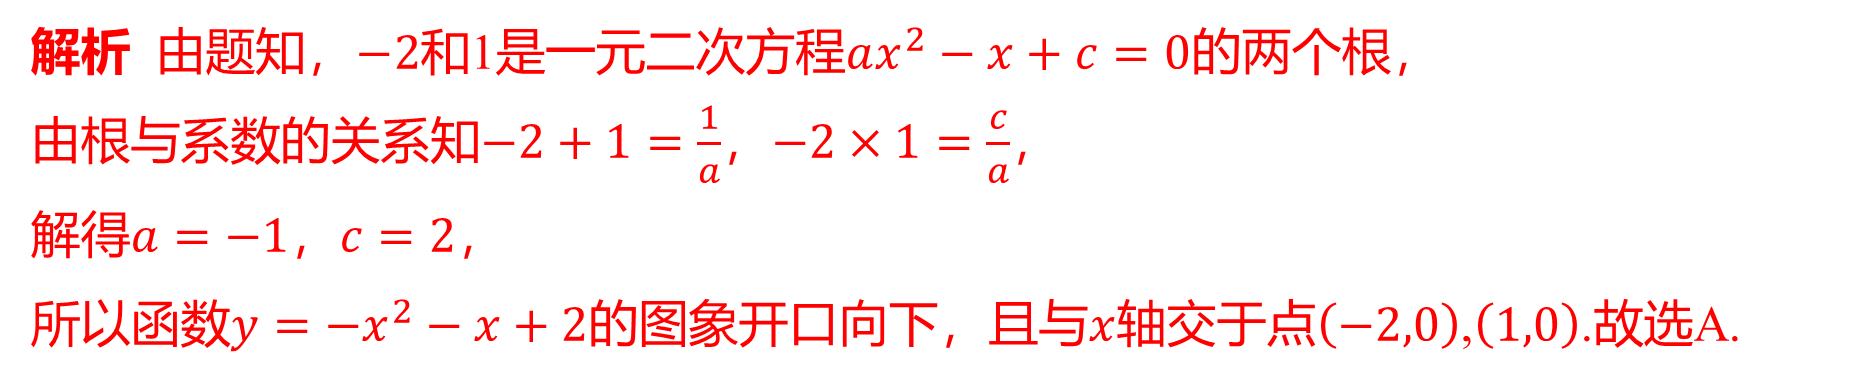 解析 由题知，−2和1是一元二次方程ax² − x + c = 0的两个根，
由根与系数的关系知−2 + 1 = 1/a，−2 × 1 = c/a，
解得a = −1，c = 2，
所以函数y = −x² − x + 2的图象开口向下，且与x轴交于点(−2,0),(1,0).故选A.